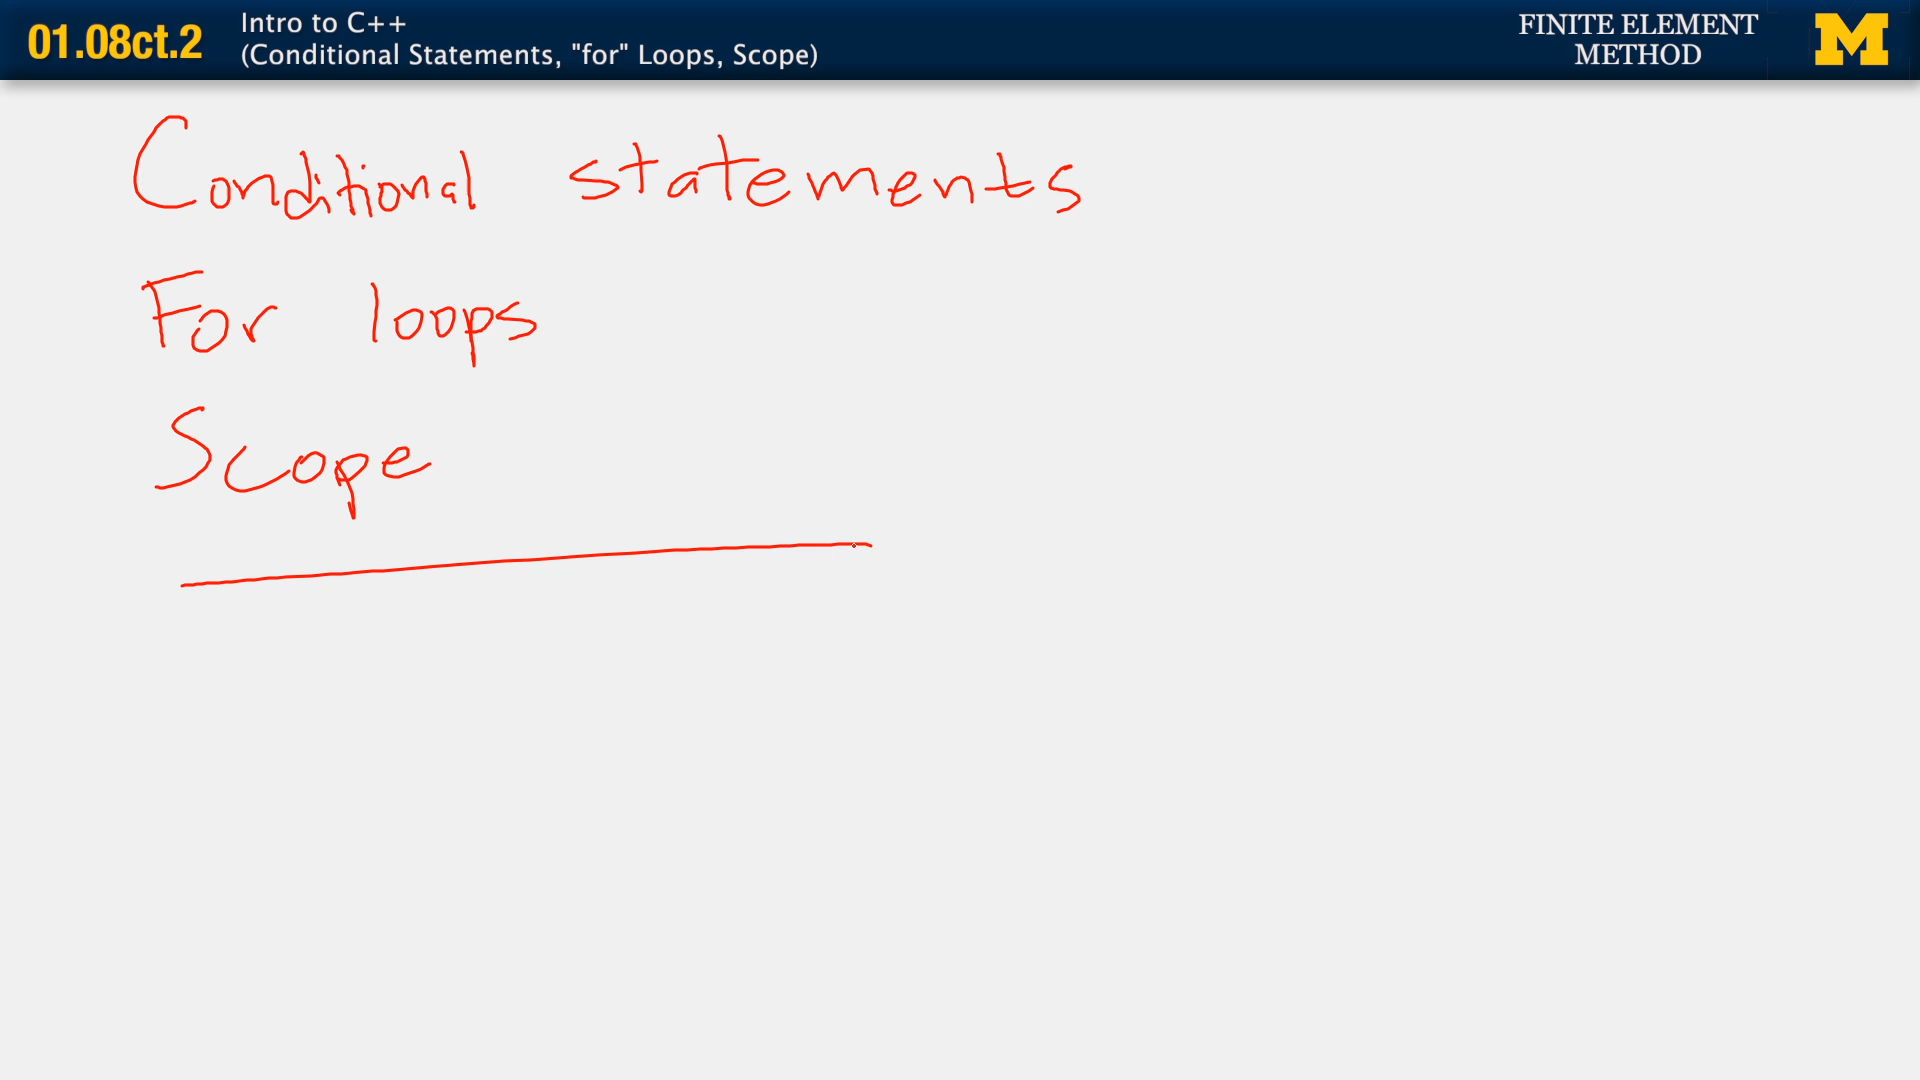 01.08ct.2
Intro to C++
(Conditional Statements, "for" Loops, Scope)
FINITE ELEMENT
METHOD
M
Conditional statements
For loops
Scope